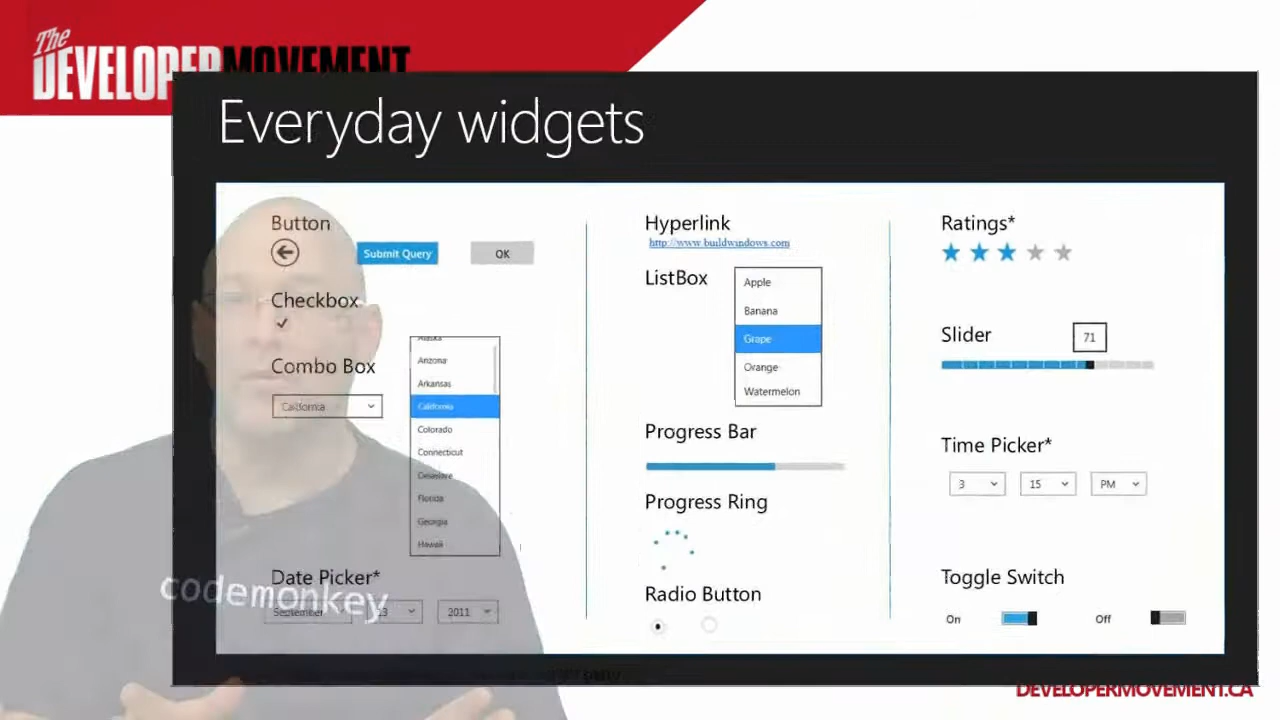 The
DEVELOPERMOVEMENT
Everyday widgets
Button
Submit Query
OK
Checkbox
Combo Box
California
Alaska
Arizona
Arkansas
California
Colorado
Connecticut
Delaware
Florida
Georgia
Hawaii
Date Picker*
September
13
2011
codemonkey
Hyperlink
http://www.buildwindows.com
ListBox
Apple
Banana
Grape
Orange
Watermelon
Progress Bar
Progress Ring
Radio Button
Ratings*
Slider
71
Time Picker*
3
15
PM
Toggle Switch
On
Off
DEVELOPERMOVEMENT.CA